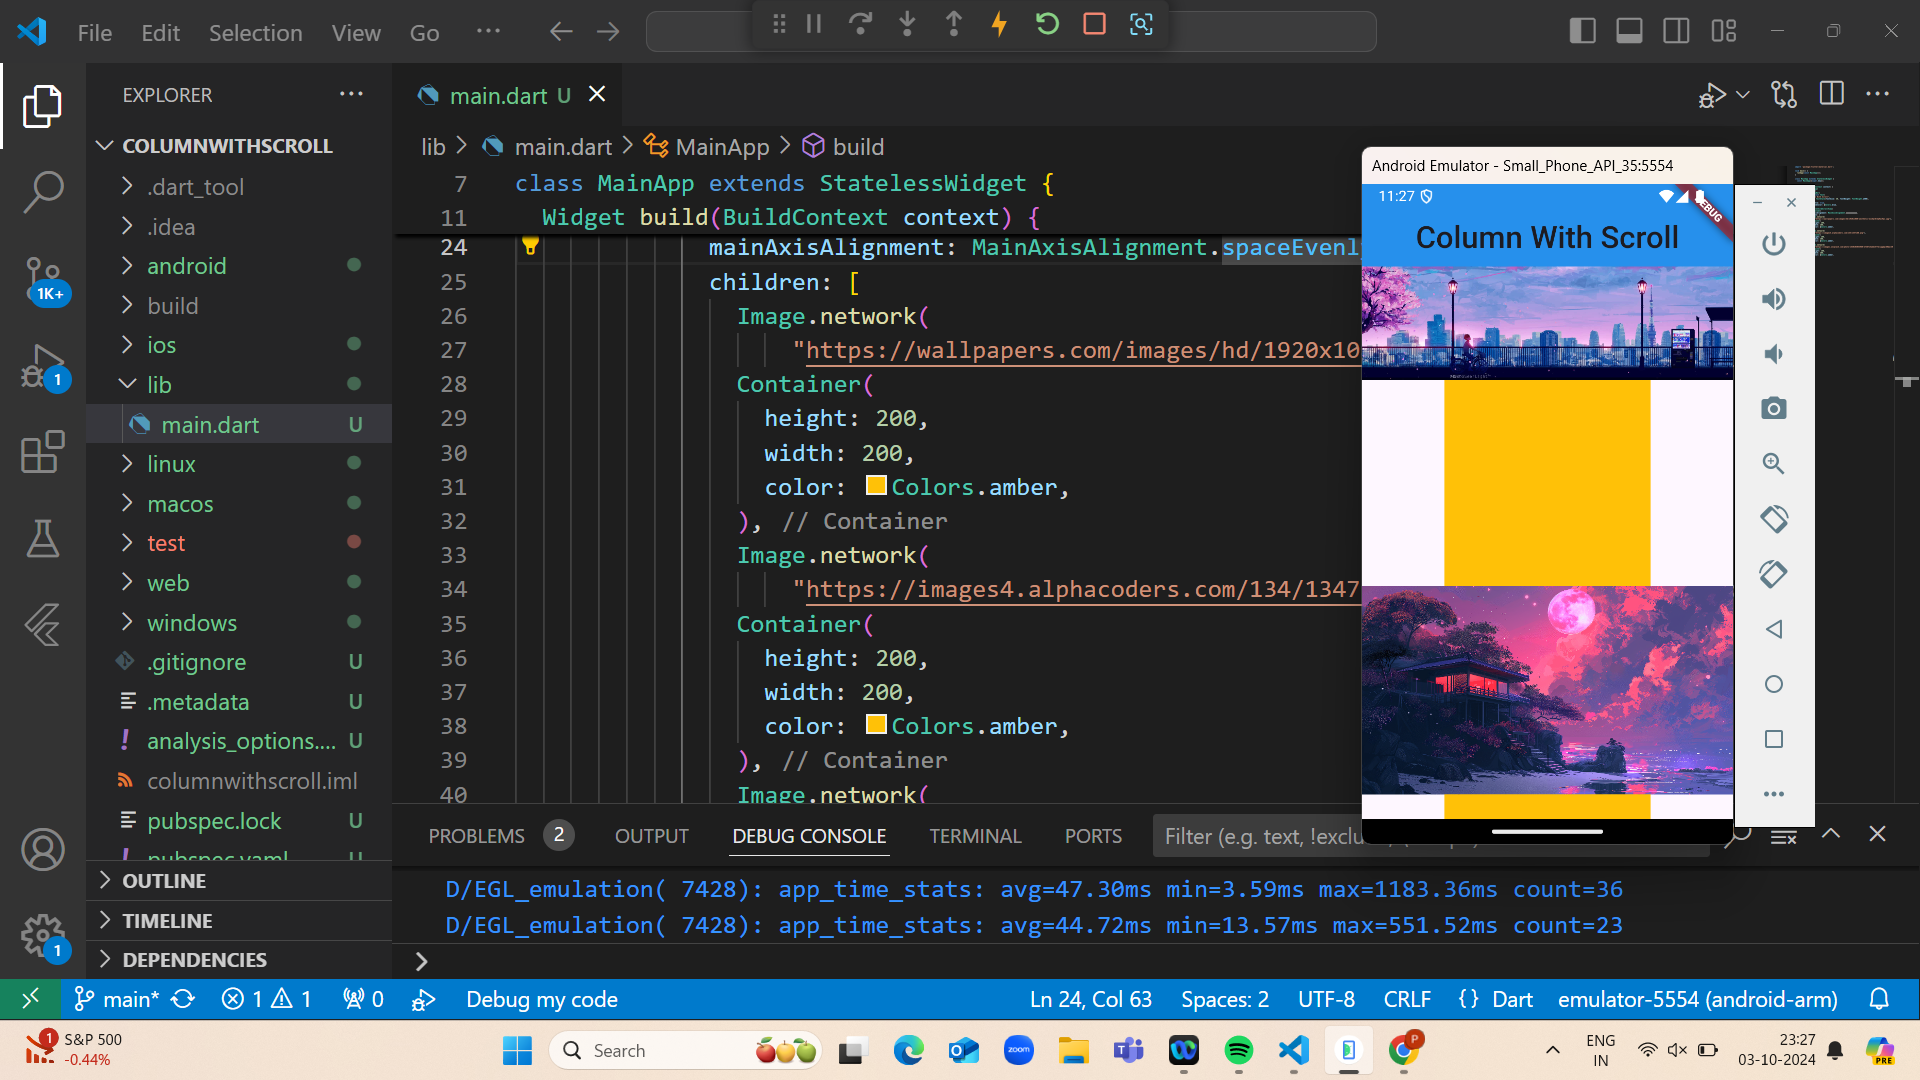 File Edit Selection View Go ...
EXPLORER ...
COLUMNWITHSCROLL
.dart_tool
.idea
android
build
ios
lib
main.dart U
linux
macos
test
web
windows
.gitignore U
.metadata U
analysis_options.... U
columnwithscroll.iml
pubspec.lock U
pubspec.yaml U
OUTLINE
TIMELINE
DEPENDENCIES
1K+
1
1
main.dart U
lib > main.dart > MainApp > build
7 class MainApp extends StatelessWidget {
11 Widget build(BuildContext context) {
24 mainAxisAlignment: MainAxisAlignment.spaceEvenl
25 children: [
26 Image.network(
27 "https://wallpapers.com/images/hd/1920x10
28 Container(
29 height: 200,
30 width: 200,
31 color: Colors.amber,
32 ), // Container
33 Image.network(
34 "https://images4.alphacoders.com/134/1347
35 Container(
36 height: 200,
37 width: 200,
38 color: Colors.amber,
39 ), // Container
40 Image.network(
Android Emulator - Small_Phone_API_35:5554
11:27
DEBUG
Column With Scroll
PROBLEMS 2 OUTPUT DEBUG CONSOLE TERMINAL PORTS Filter (e.g. text, !exclu
D/EGL_emulation( 7428): app_time_stats: avg=47.30ms min=3.59ms max=1183.36ms count=36
D/EGL_emulation( 7428): app_time_stats: avg=44.72ms min=13.57ms max=551.52ms count=23
>
main* 1 1 0 Debug my code Ln 24, Col 63 Spaces: 2 UTF-8 CRLF {} Dart emulator-5554 (android-arm)
1 S&P 500
-0.44%
Search
zoom
P
PRE
ENG
IN
23:27
03-10-2024